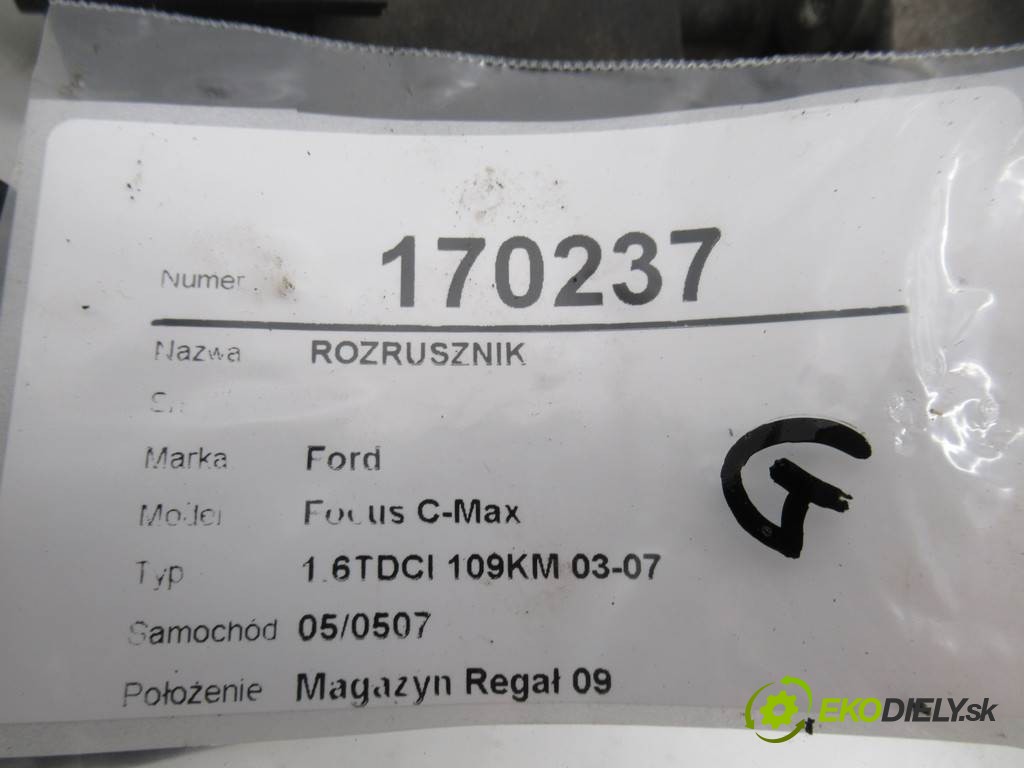 Numer 170237
Nazwa ROZRUSZNIK
Marka Ford
Model Focus C-Max
Typ 1.6TDCI 109KM 03-07
Samochód 05/0507
Położenie Magazyn Regał 09
G
EKODIELY.sk